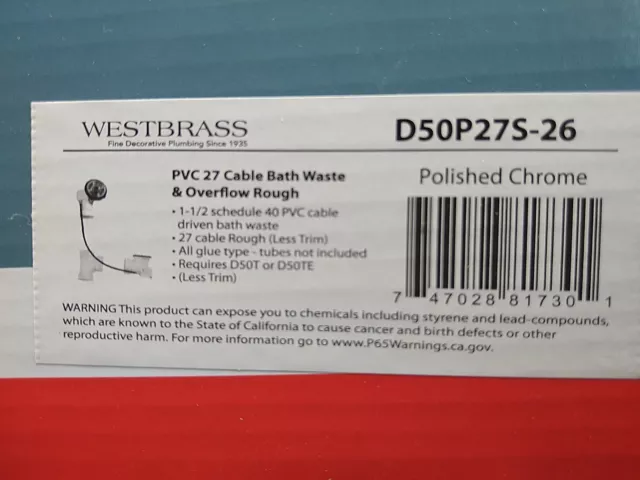 WESTBRASS
Fine Decorative Plumbing Since 1935
D50P27S-26
PVC 27 Cable Bath Waste
& Overflow Rough
• 1-1/2 schedule 40 PVC cable
driven bath waste
• 27 cable Rough (Less Trim)
• All glue type - tubes not included
• Requires D50T or D50TE
• (Less Trim)
Polished Chrome
7 47028 81730 1
WARNING This product can expose you to chemicals including styrene and lead-compounds,
which are known to the State of California to cause cancer and birth defects or other
reproductive harm. For more information go to www.P65Warnings.ca.gov.